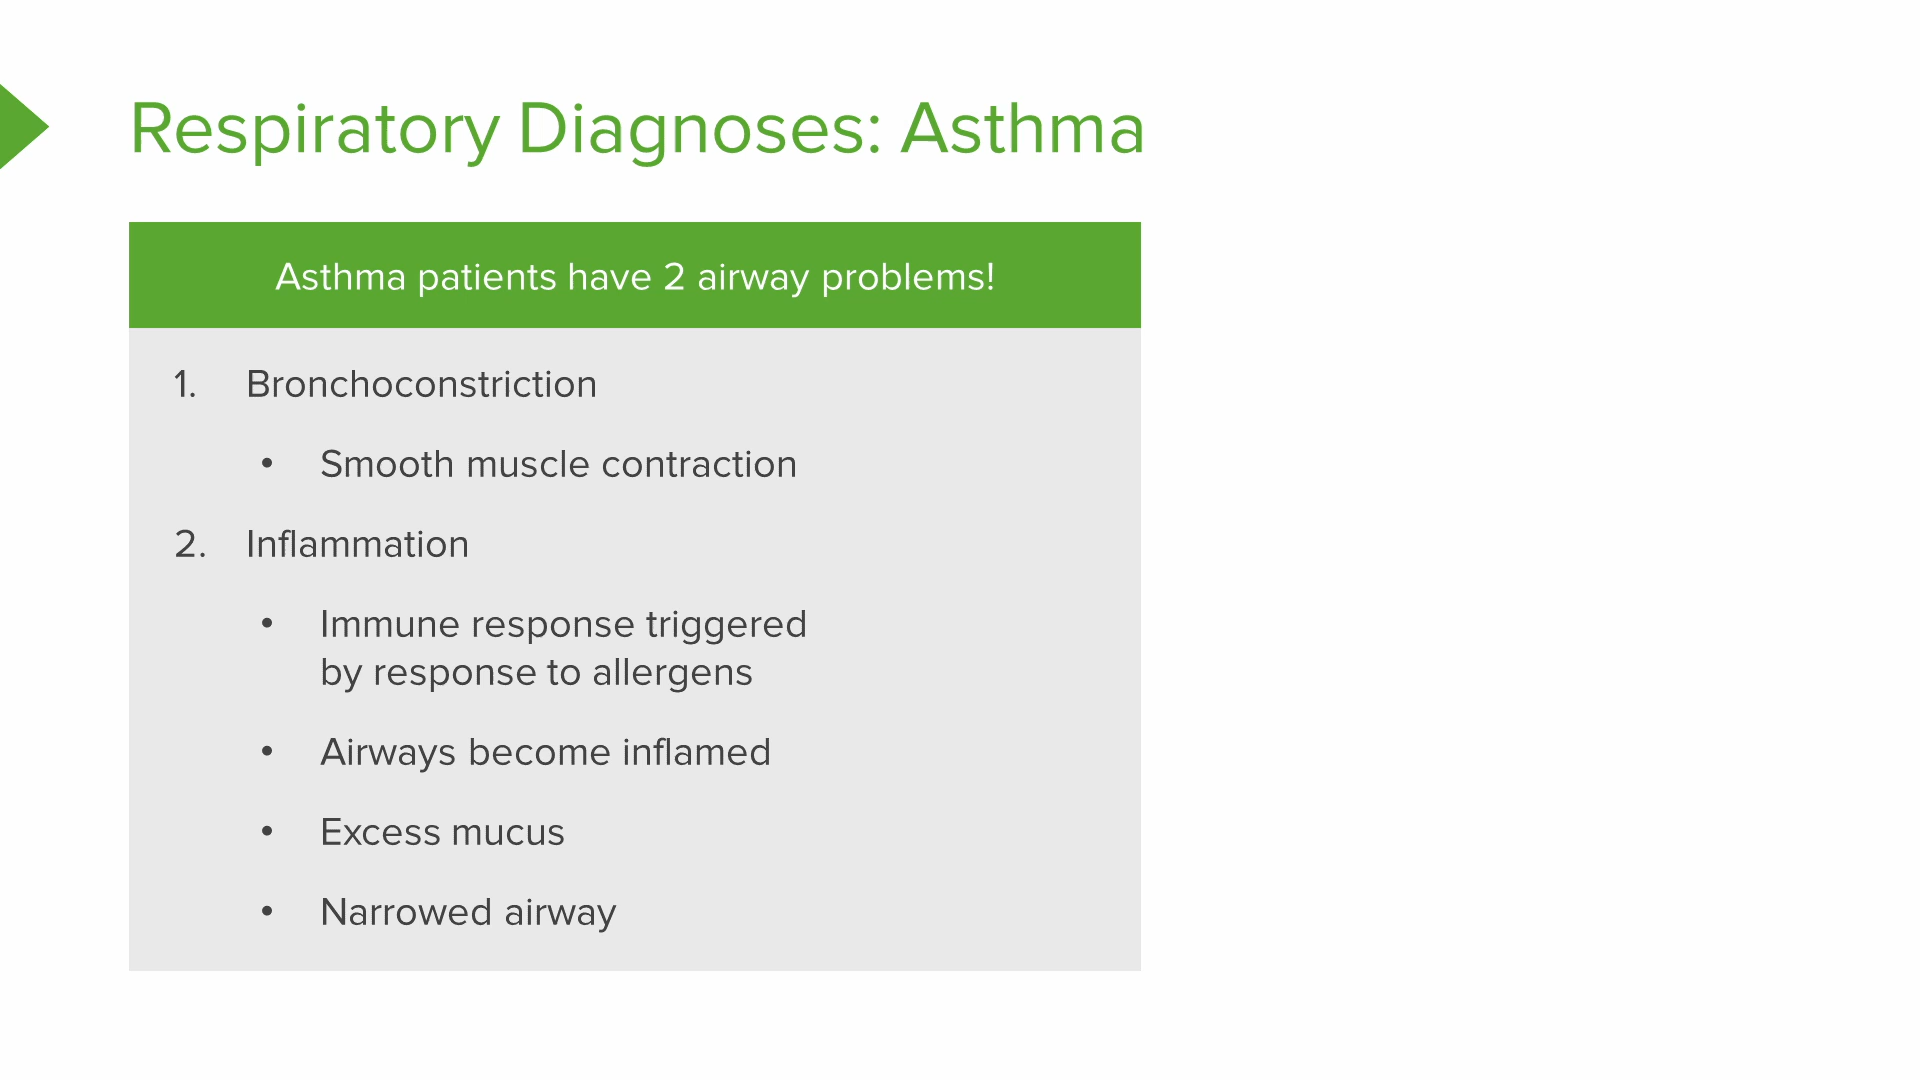 Respiratory Diagnoses: Asthma
Asthma patients have 2 airway problems!
1. Bronchoconstriction
• Smooth muscle contraction
2. Inflammation
• Immune response triggered
by response to allergens
• Airways become inflamed
• Excess mucus
• Narrowed airway